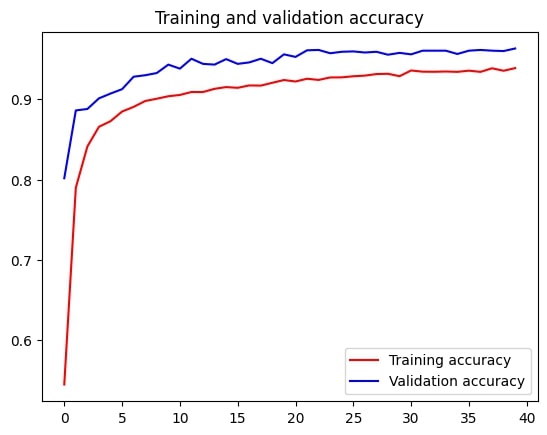 Training and validation accuracy
0.9
0.8
0.7
0.6
Training accuracy
Validation accuracy
0 5 10 15 20 25 30 35 40